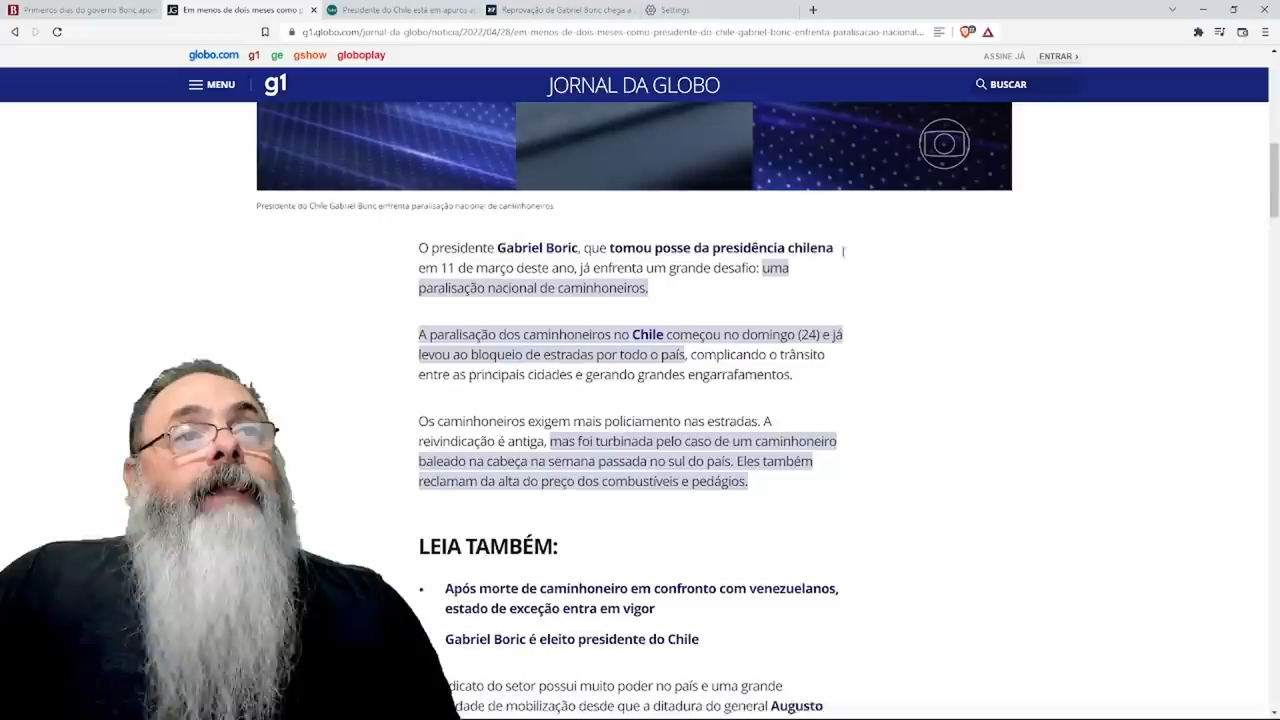 Primeiros dias do governo Boric apon
Em menos de dois meses como p
Presidente do Chile está em apuros a
Reprovação de Gabriel Boric chega a
Settings
g1.globo.com/jornal-da-globo/noticia/2022/04/28/em-menos-de-dois-meses-como-presidente-do-chile-gabriel-boric-enfrenta-paralisacao-nacional...
globo.com g1 ge gshow globoplay
ASSINE JÁ ENTRAR ›
MENU g1 JORNAL DA GLOBO BUSCAR
Presidente do Chile Gabriel Boric enfrenta paralisação nacional de caminhoneiros
O presidente Gabriel Boric, que tomou posse da presidência chilena
em 11 de março deste ano, já enfrenta um grande desafio: uma
paralisação nacional de caminhoneiros.
A paralisação dos caminhoneiros no Chile começou no domingo (24) e já
levou ao bloqueio de estradas por todo o país, complicando o trânsito
entre as principais cidades e gerando grandes engarrafamentos.
Os caminhoneiros exigem mais policiamento nas estradas. A
reivindicação é antiga, mas foi turbinada pelo caso de um caminhoneiro
baleado na cabeça na semana passada no sul do país. Eles também
reclamam da alta do preço dos combustíveis e pedágios.
LEIA TAMBÉM:
• Após morte de caminhoneiro em confronto com venezuelanos,
estado de exceção entra em vigor
Gabriel Boric é eleito presidente do Chile
dicato do setor possui muito poder no país e uma grande
dade de mobilização desde que a ditadura do general Augusto